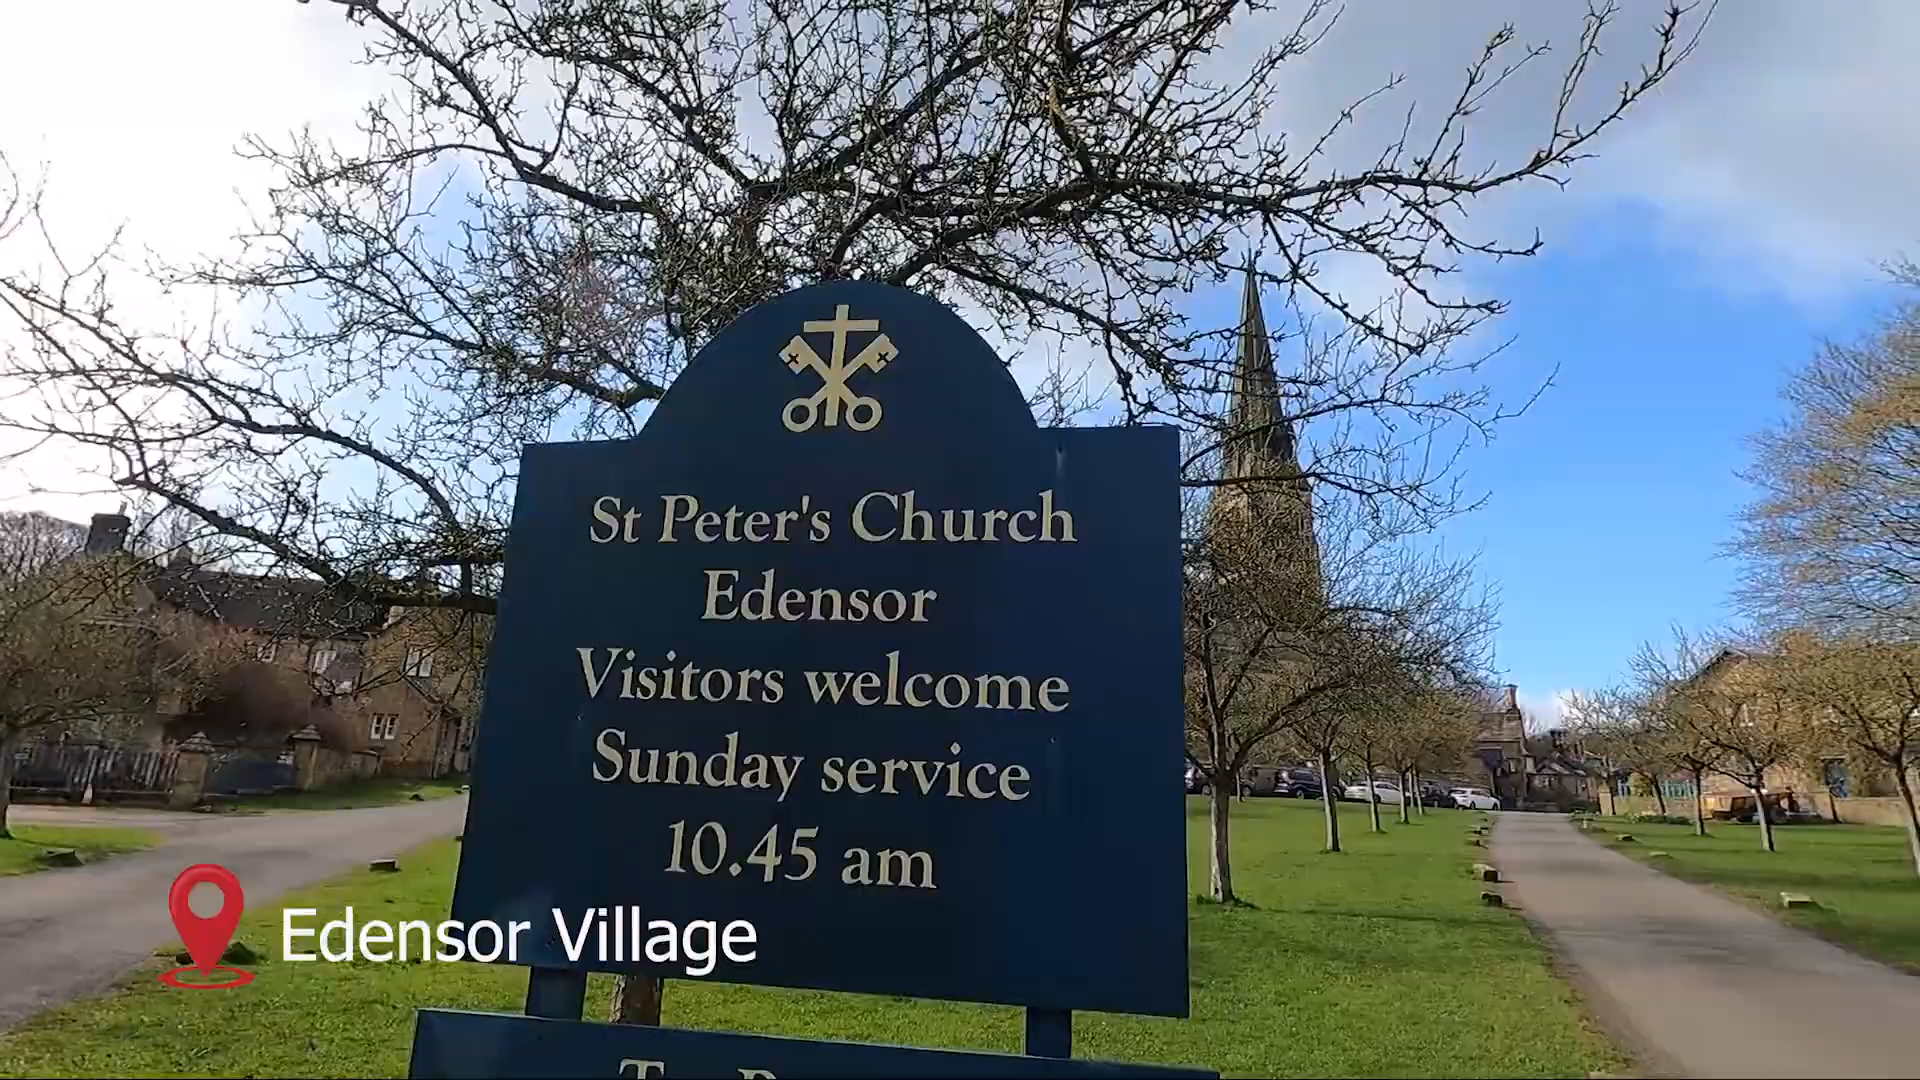 St Peter's Church
Edensor
Visitors welcome
Sunday service
10.45 am
Edensor Village